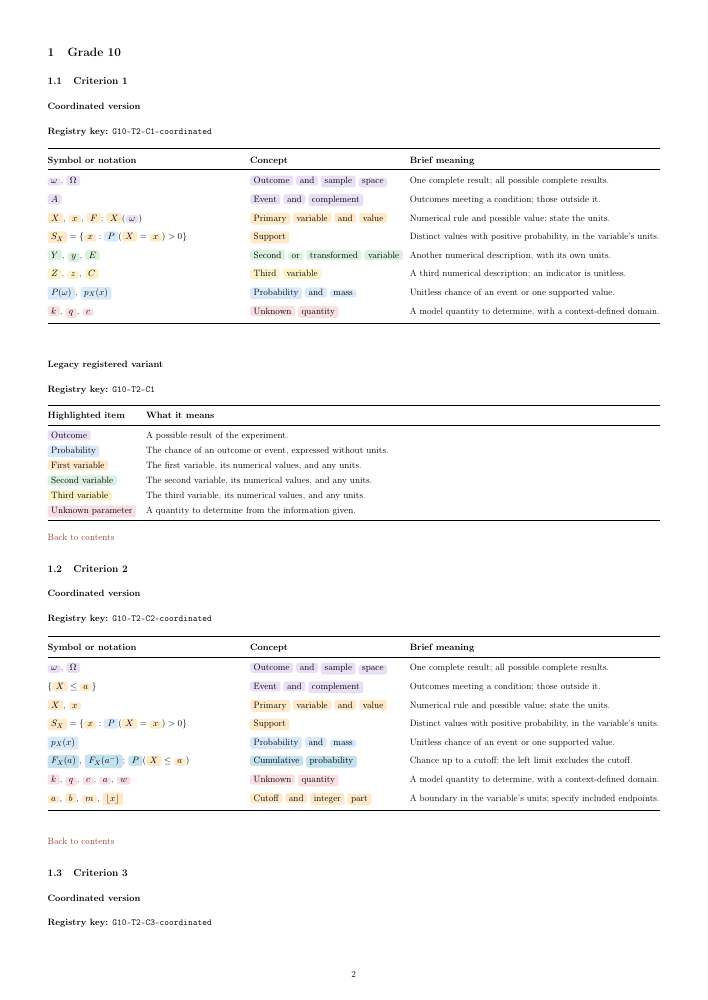 1 Grade 10
1.1 Criterion 1
Coordinated version
Registry key: G10-T2-C1-coordinated
Symbol or notation Concept Brief meaning
ω, Ω Outcome and sample space One complete result; all possible complete results.
A Event and complement Outcomes meeting a condition; those outside it.
X, x, F; X(ω) Primary variable and value Numerical rule and possible value; state the units.
S_X = {x : P(X = x) > 0} Support Distinct values with positive probability, in the variable's units.
Y, y, E Second or transformed variable Another numerical description, with its own units.
Z, z, C Third variable A third numerical description; an indicator is unitless.
P(ω), p_X(x) Probability and mass Unitless chance of an event or one supported value.
k, q, c Unknown quantity A model quantity to determine, with a context-defined domain.
Legacy registered variant
Registry key: G10-T2-C1
Highlighted item What it means
Outcome A possible result of the experiment.
Probability The chance of an outcome or event, expressed without units.
First variable The first variable, its numerical values, and any units.
Second variable The second variable, its numerical values, and any units.
Third variable The third variable, its numerical values, and any units.
Unknown parameter A quantity to determine from the information given.
Back to contents
1.2 Criterion 2
Coordinated version
Registry key: G10-T2-C2-coordinated
Symbol or notation Concept Brief meaning
ω, Ω Outcome and sample space One complete result; all possible complete results.
{X ≤ a} Event and complement Outcomes meeting a condition; those outside it.
X, x Primary variable and value Numerical rule and possible value; state the units.
S_X = {x : P(X = x) > 0} Support Distinct values with positive probability, in the variable's units.
p_X(x) Probability and mass Unitless chance of an event or one supported value.
F_X(a), F_X(a⁻); P(X ≤ a) Cumulative probability Chance up to a cutoff; the left limit excludes the cutoff.
k, q, c, a, w Unknown quantity A model quantity to determine, with a context-defined domain.
a, b, m, ⌊x⌋ Cutoff and integer part A boundary in the variable's units; specify included endpoints.
Back to contents
1.3 Criterion 3
Coordinated version
Registry key: G10-T2-C3-coordinated
2